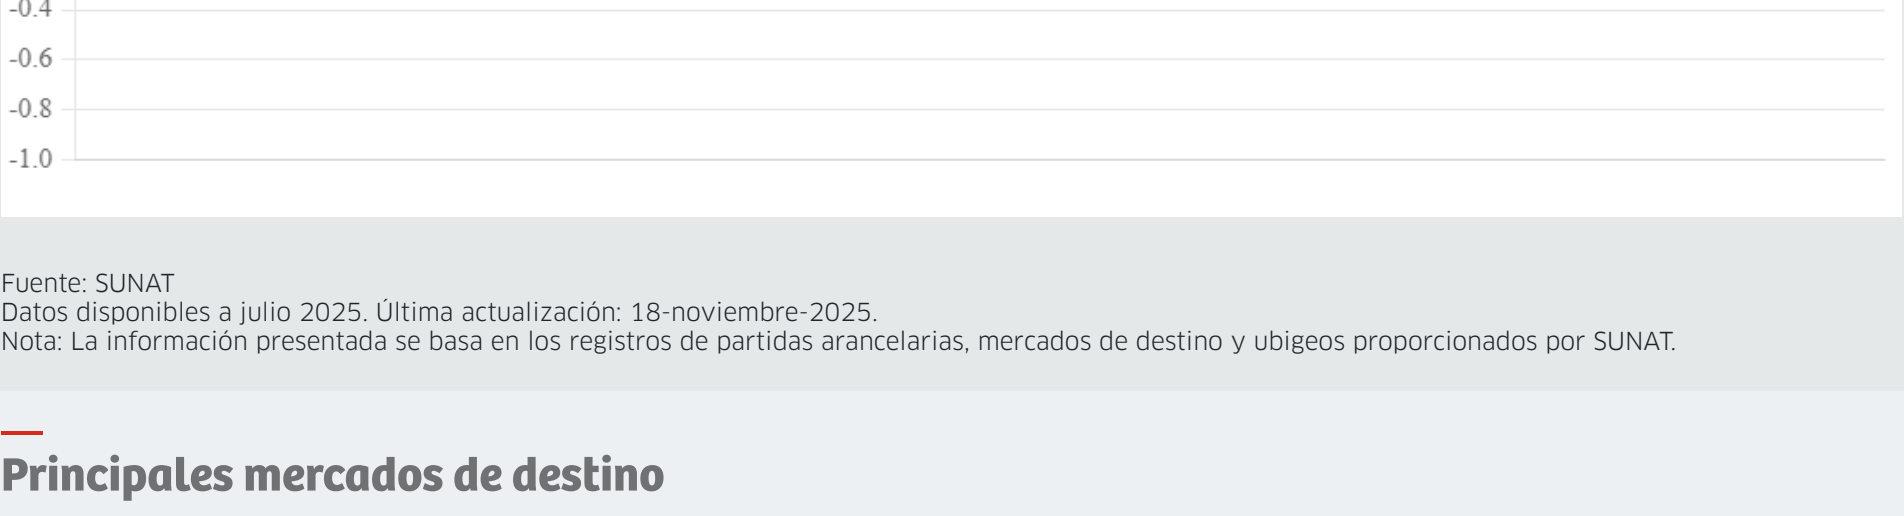 -0.4
-0.6
-0.8
-1.0
Fuente: SUNAT
Datos disponibles a julio 2025. Última actualización: 18-noviembre-2025.
Nota: La información presentada se basa en los registros de partidas arancelarias, mercados de destino y ubigeos proporcionados por SUNAT.
Principales mercados de destino